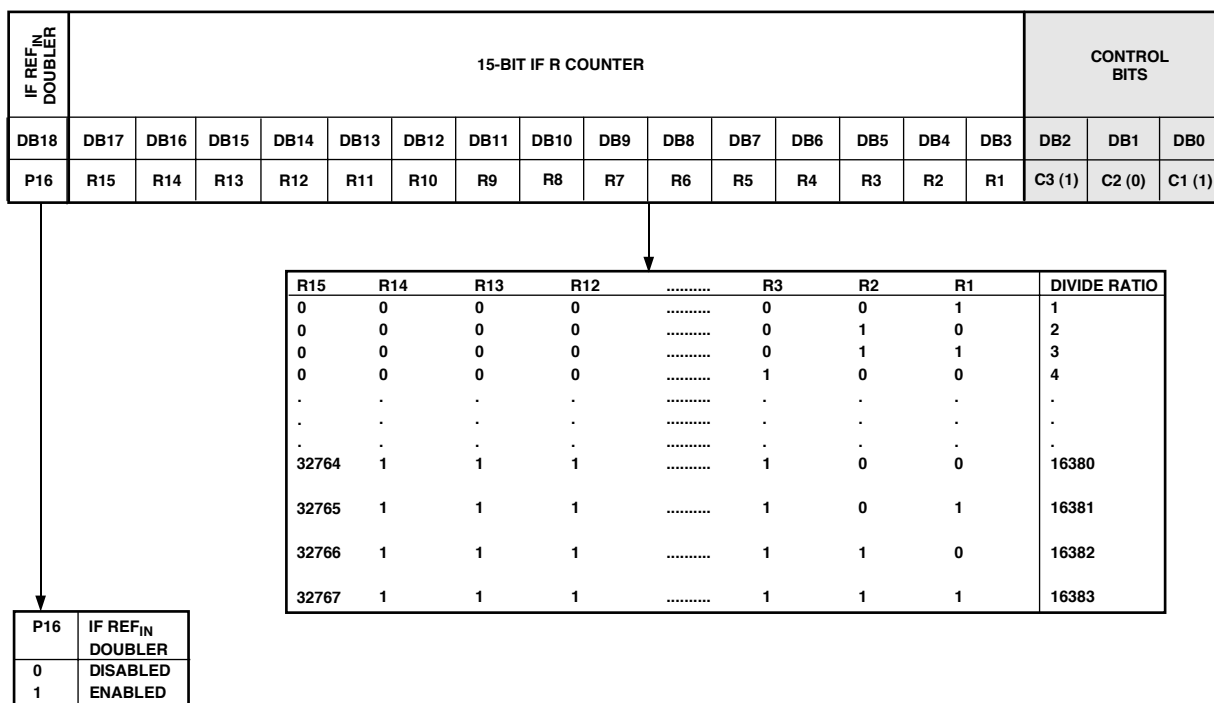 IF REFIN DOUBLER
15-BIT IF R COUNTER
CONTROL BITS
DB18 DB17 DB16 DB15 DB14 DB13 DB12 DB11 DB10 DB9 DB8 DB7 DB6 DB5 DB4 DB3 DB2 DB1 DB0
P16 R15 R14 R13 R12 R11 R10 R9 R8 R7 R6 R5 R4 R3 R2 R1 C3 (1) C2 (0) C1 (1)
R15 R14 R13 R12 .......... R3 R2 R1 DIVIDE RATIO
0 0 0 0 .......... 0 0 1 1
0 0 0 0 .......... 0 1 0 2
0 0 0 0 .......... 0 1 1 3
0 0 0 0 .......... 1 0 0 4
. . . . .......... . . . .
. . . . .......... . . . .
. . . . .......... . . . .
32764 1 1 1 .......... 1 0 0 16380
32765 1 1 1 .......... 1 0 1 16381
32766 1 1 1 .......... 1 1 0 16382
32767 1 1 1 .......... 1 1 1 16383
P16 IF REFIN
DOUBLER
0 DISABLED
1 ENABLED